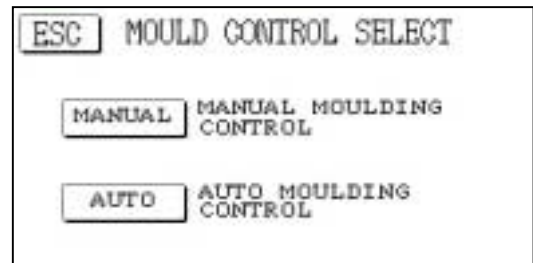 ESC MOULD CONTROL SELECT
MANUAL MANUAL MOULDING
CONTROL
AUTO AUTO MOULDING
CONTROL